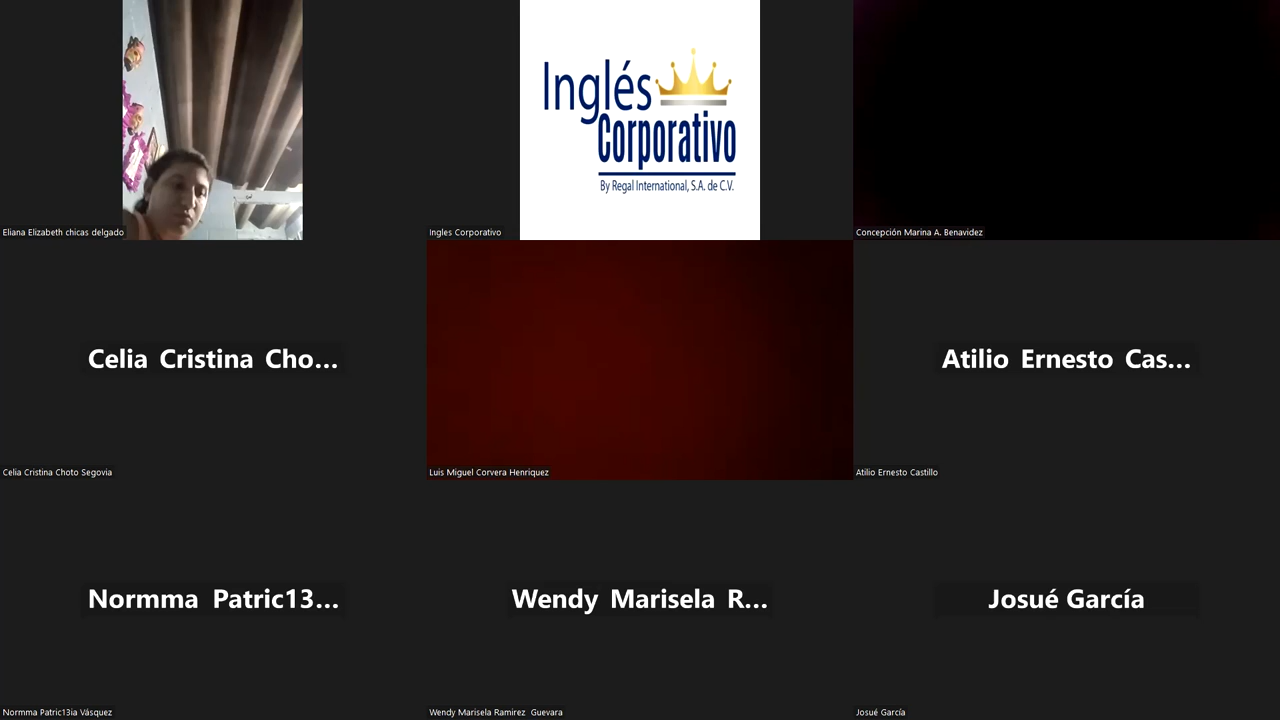 Inglés
Corporativo
By Regal International, S.A. de C.V.
Eliana Elizabeth chicas delgado
Ingles Corporativo
Concepción Marina A. Benavidez
Celia Cristina Cho...
Atilio Ernesto Cas...
Celia Cristina Choto Segovia
Luis Miguel Corvera Henriquez
Atilio Ernesto Castillo
Normma Patric13...
Wendy Marisela R...
Josué García
Normma Patric13ia Vásquez
Wendy Marisela Ramirez Guevara
Josué García